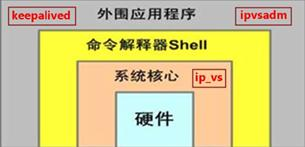 外围应用程序
keepalived
ipvsadm
命令解释器Shell
系统核心
ip_vs
硬件